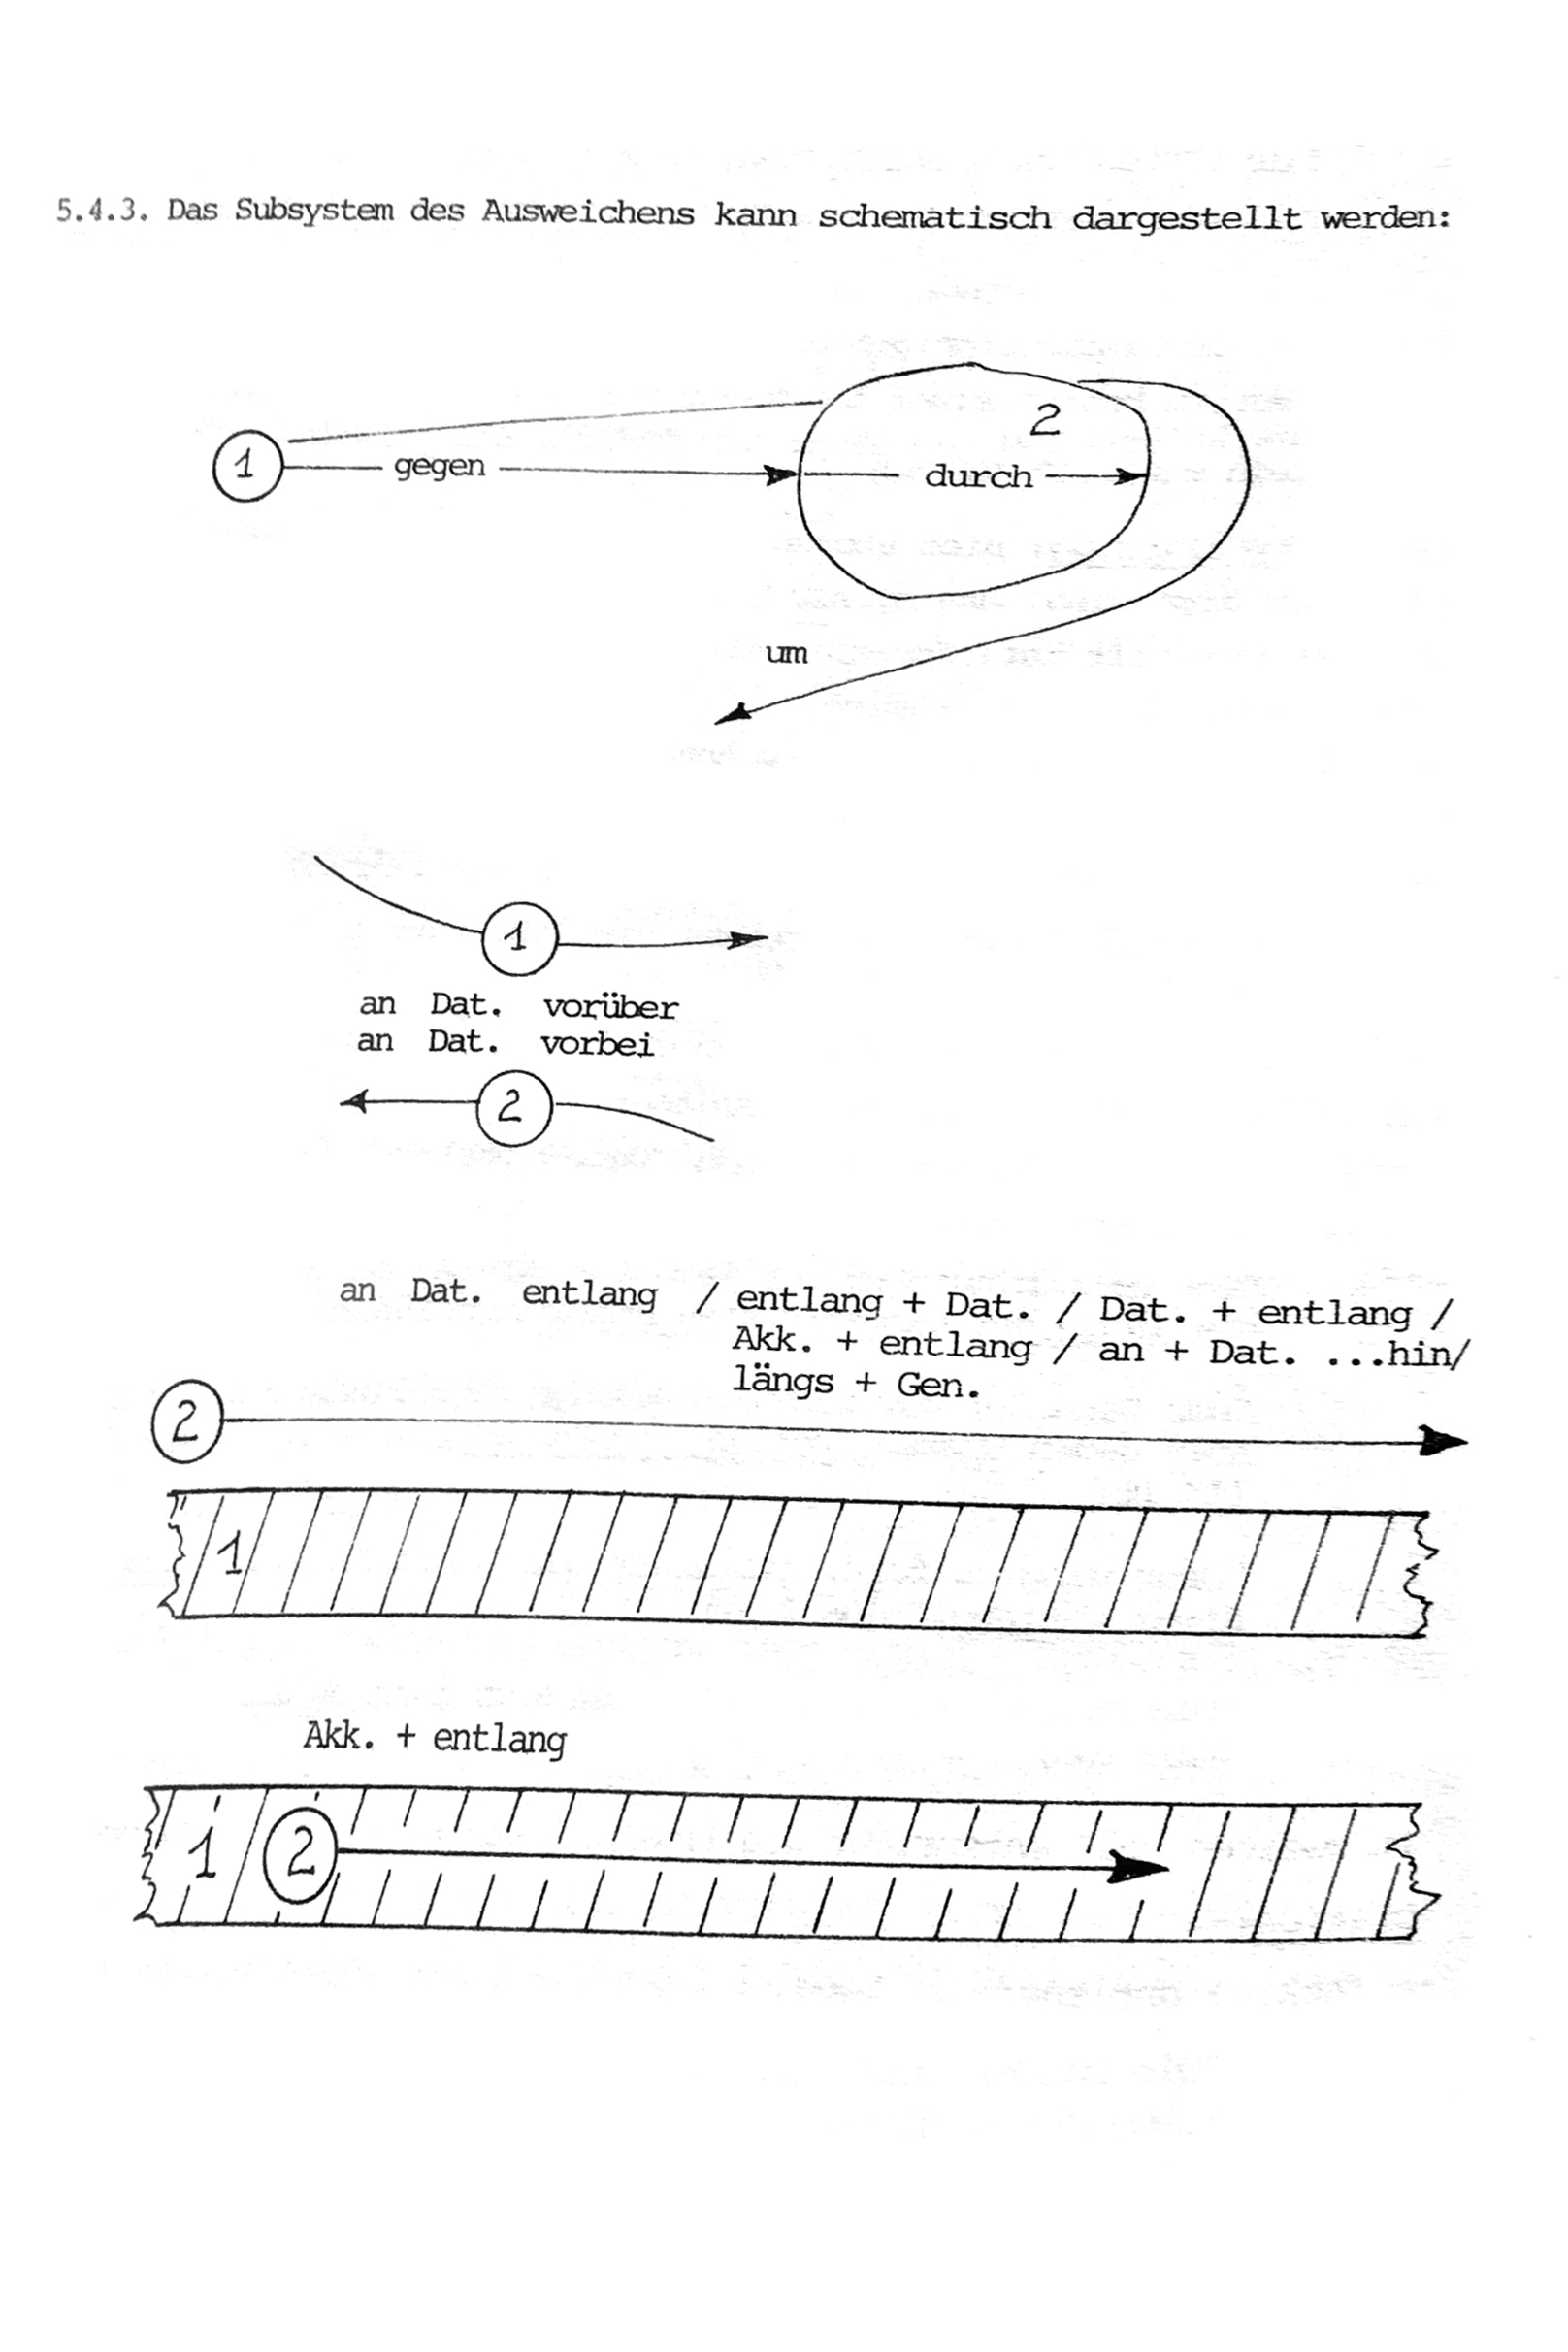 5.4.3. Das Subsystem des Ausweichens kann schematisch dargestellt werden:
2
1 gegen durch
um
1
an Dat. vorüber
an Dat. vorbei
2
an Dat. entlang / entlang + Dat. / Dat. + entlang /
Akk. + entlang / an + Dat. ...hin/
längs + Gen.
2
1
Akk. + entlang
1 2